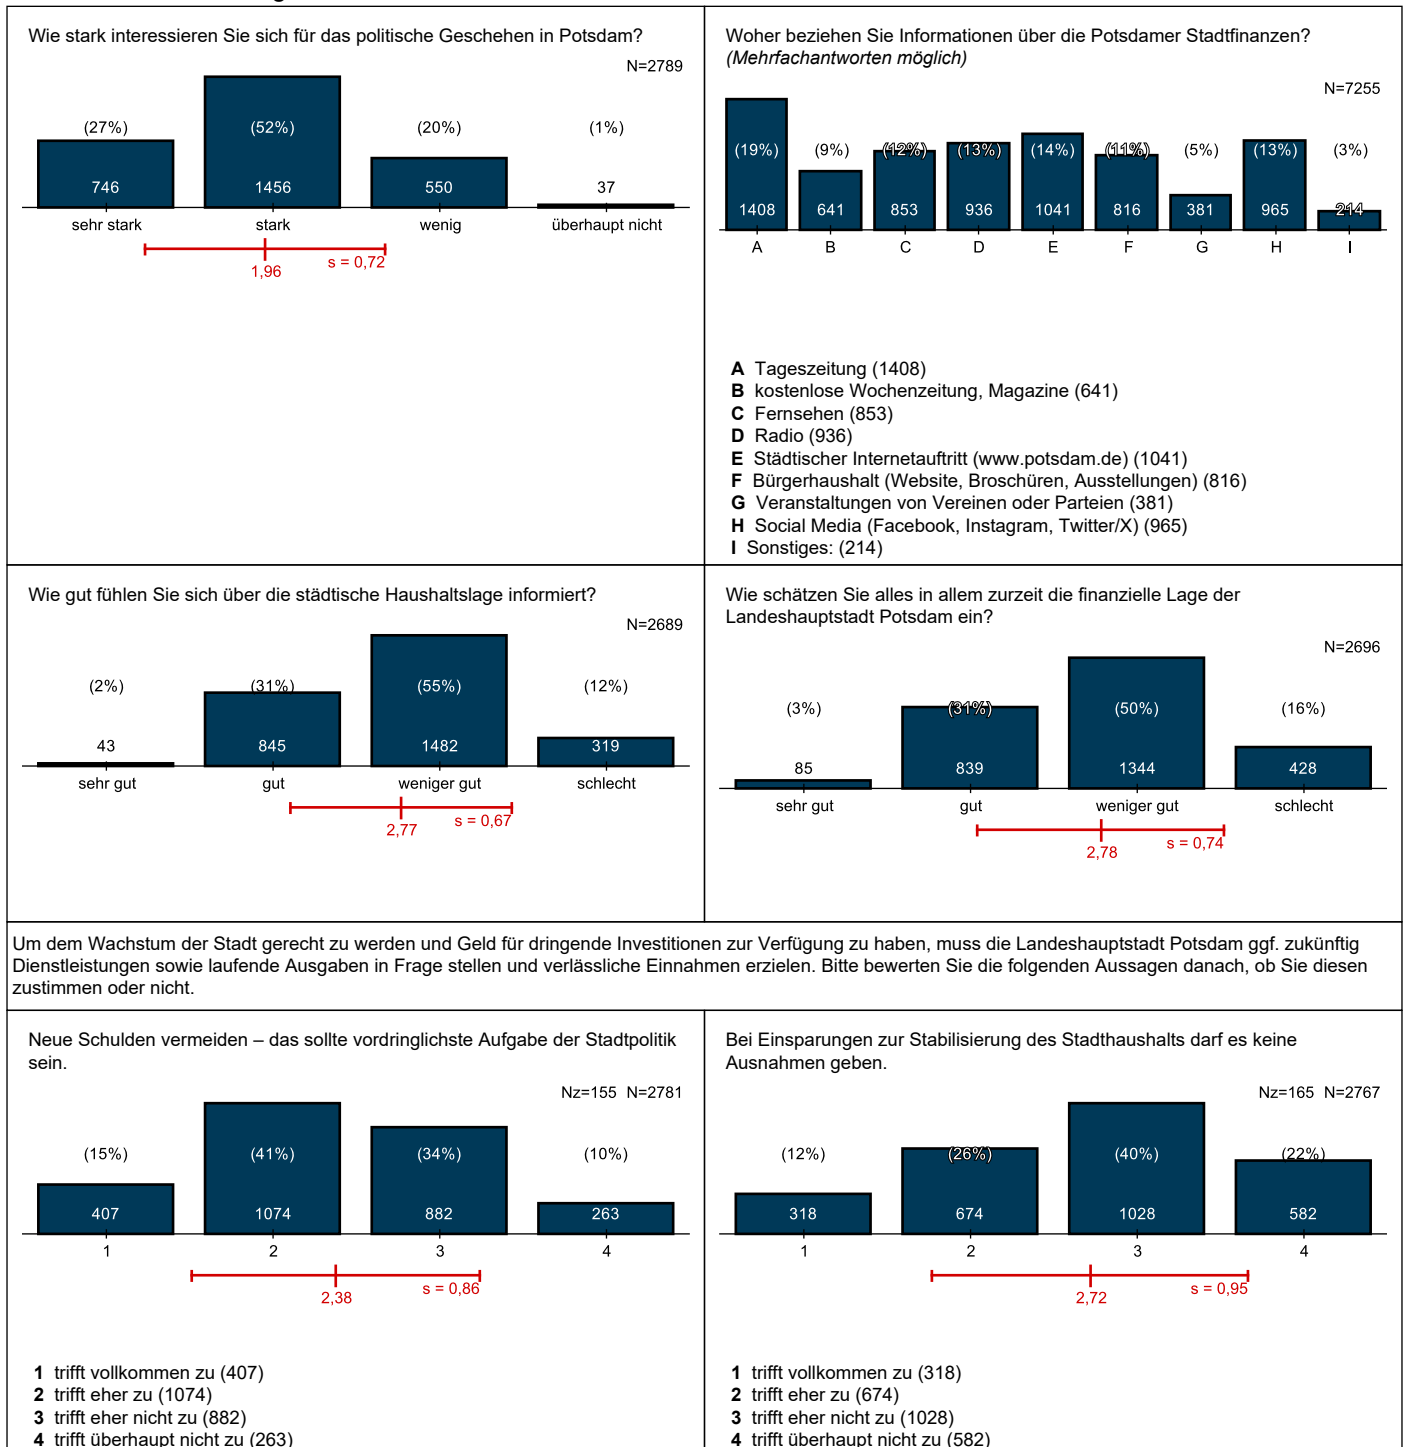 Wie stark interessieren Sie sich für das politische Geschehen in Potsdam?
N=2789
(27%) (52%) (20%) (1%)
746 1456 550 37
sehr stark stark wenig überhaupt nicht
s = 0,72
1,96
Woher beziehen Sie Informationen über die Potsdamer Stadtfinanzen?
(Mehrfachantworten möglich)
N=7255
(19%) (9%) (12%) (13%) (14%) (11%) (5%) (13%) (3%)
1408 641 853 936 1041 816 381 965 214
A B C D E F G H I
A Tageszeitung (1408)
B kostenlose Wochenzeitung, Magazine (641)
C Fernsehen (853)
D Radio (936)
E Städtischer Internetauftritt (www.potsdam.de) (1041)
F Bürgerhaushalt (Website, Broschüren, Ausstellungen) (816)
G Veranstaltungen von Vereinen oder Parteien (381)
H Social Media (Facebook, Instagram, Twitter/X) (965)
I Sonstiges: (214)
Wie gut fühlen Sie sich über die städtische Haushaltslage informiert?
N=2689
(2%) (31%) (55%) (12%)
43 845 1482 319
sehr gut gut weniger gut schlecht
s = 0,67
2,77
Wie schätzen Sie alles in allem zurzeit die finanzielle Lage der
Landeshauptstadt Potsdam ein?
N=2696
(3%) (31%) (50%) (16%)
85 839 1344 428
sehr gut gut weniger gut schlecht
s = 0,74
2,78
Um dem Wachstum der Stadt gerecht zu werden und Geld für dringende Investitionen zur Verfügung zu haben, muss die Landeshauptstadt Potsdam ggf. zukünftig
Dienstleistungen sowie laufende Ausgaben in Frage stellen und verlässliche Einnahmen erzielen. Bitte bewerten Sie die folgenden Aussagen danach, ob Sie diesen
zustimmen oder nicht.
Neue Schulden vermeiden – das sollte vordringlichste Aufgabe der Stadtpolitik
sein.
Nz=155 N=2781
(15%) (41%) (34%) (10%)
407 1074 882 263
1 2 3 4
s = 0,86
2,38
1 trifft vollkommen zu (407)
2 trifft eher zu (1074)
3 trifft eher nicht zu (882)
4 trifft überhaupt nicht zu (263)
Bei Einsparungen zur Stabilisierung des Stadthaushalts darf es keine
Ausnahmen geben.
Nz=165 N=2767
(12%) (26%) (40%) (22%)
318 674 1028 582
1 2 3 4
s = 0,95
2,72
1 trifft vollkommen zu (318)
2 trifft eher zu (674)
3 trifft eher nicht zu (1028)
4 trifft überhaupt nicht zu (582)